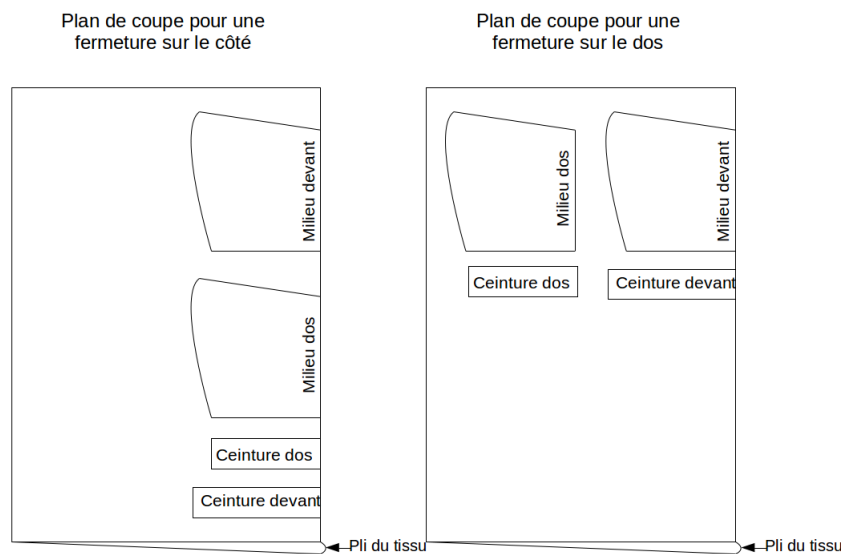 Plan de coupe pour une
fermeture sur le côté
Milieu devant
Milieu dos
Ceinture dos
Ceinture devant
Pli du tissu
Plan de coupe pour une
fermeture sur le dos
Milieu dos
Milieu devant
Ceinture dos
Ceinture devant
Pli du tissu